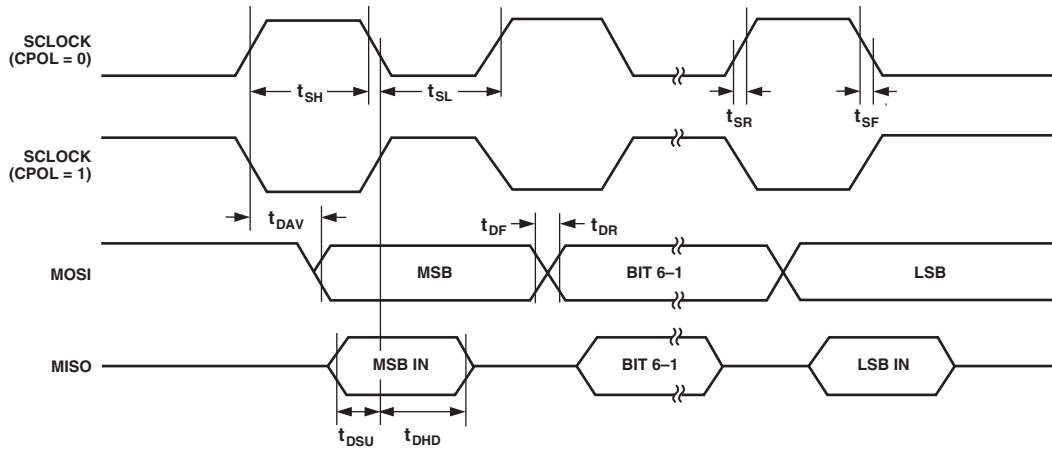 SCLOCK
(CPOL = 0)
tSH
tSL
tSR
tSF
SCLOCK
(CPOL = 1)
tDAV
tDF
tDR
MOSI
MSB
BIT 6–1
LSB
MISO
MSB IN
BIT 6–1
LSB IN
tDSU
tDHD